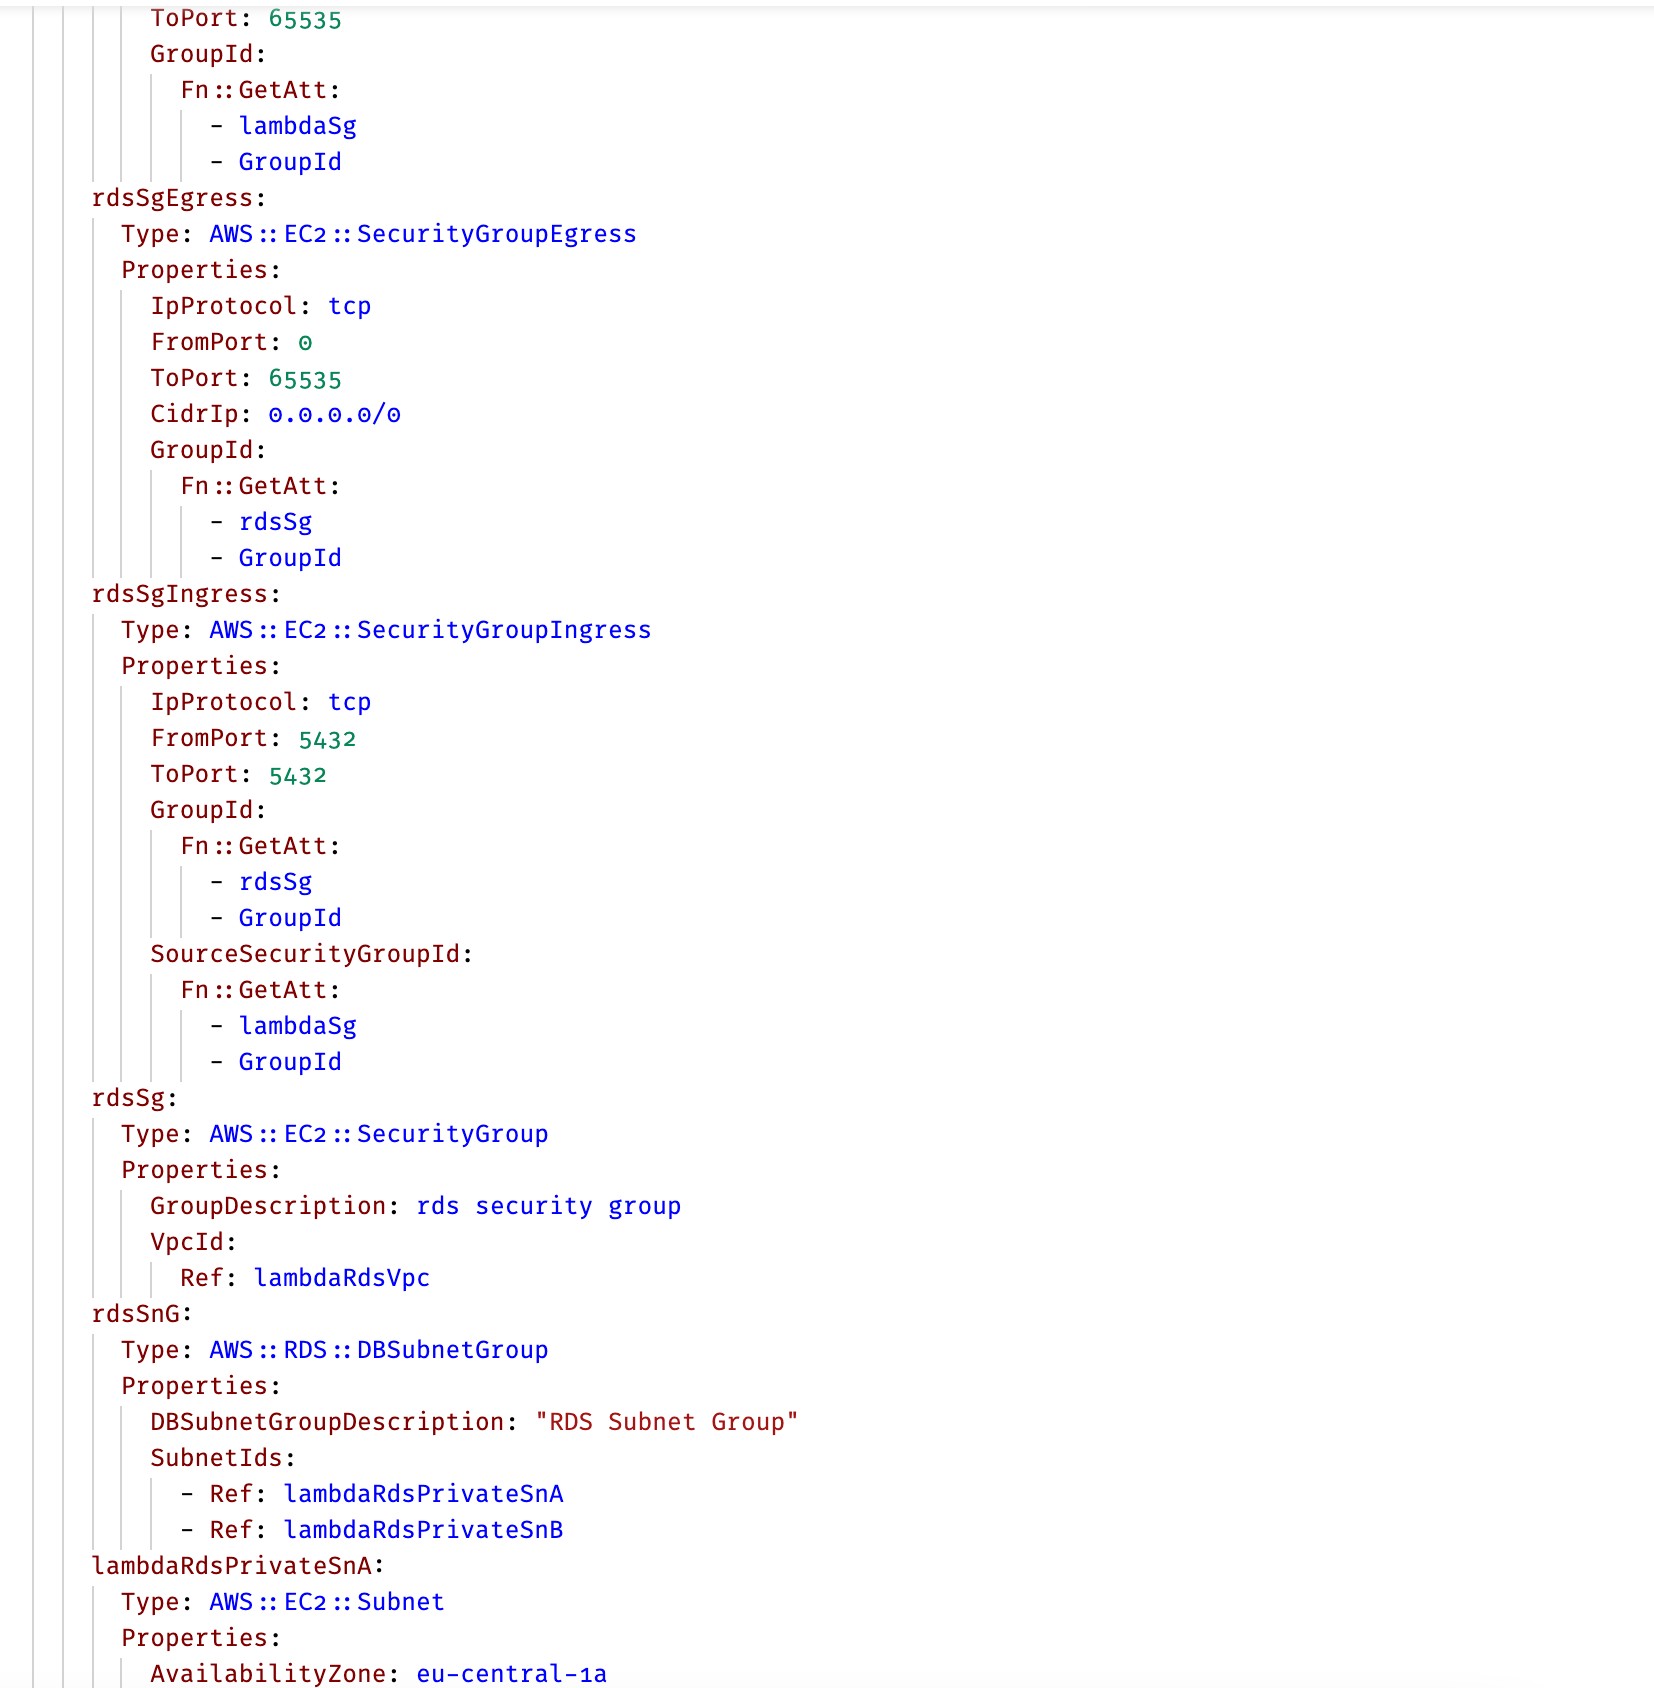 ToPort: 65535
GroupId:
Fn::GetAtt:
- lambdaSg
- GroupId
rdsSgEgress:
Type: AWS::EC2::SecurityGroupEgress
Properties:
IpProtocol: tcp
FromPort: 0
ToPort: 65535
CidrIp: 0.0.0.0/0
GroupId:
Fn::GetAtt:
- rdsSg
- GroupId
rdsSgIngress:
Type: AWS::EC2::SecurityGroupIngress
Properties:
IpProtocol: tcp
FromPort: 5432
ToPort: 5432
GroupId:
Fn::GetAtt:
- rdsSg
- GroupId
SourceSecurityGroupId:
Fn::GetAtt:
- lambdaSg
- GroupId
rdsSg:
Type: AWS::EC2::SecurityGroup
Properties:
GroupDescription: rds security group
VpcId:
Ref: lambdaRdsVpc
rdsSnG:
Type: AWS::RDS::DBSubnetGroup
Properties:
DBSubnetGroupDescription: "RDS Subnet Group"
SubnetIds:
- Ref: lambdaRdsPrivateSnA
- Ref: lambdaRdsPrivateSnB
lambdaRdsPrivateSnA:
Type: AWS::EC2::Subnet
Properties:
AvailabilityZone: eu-central-1a